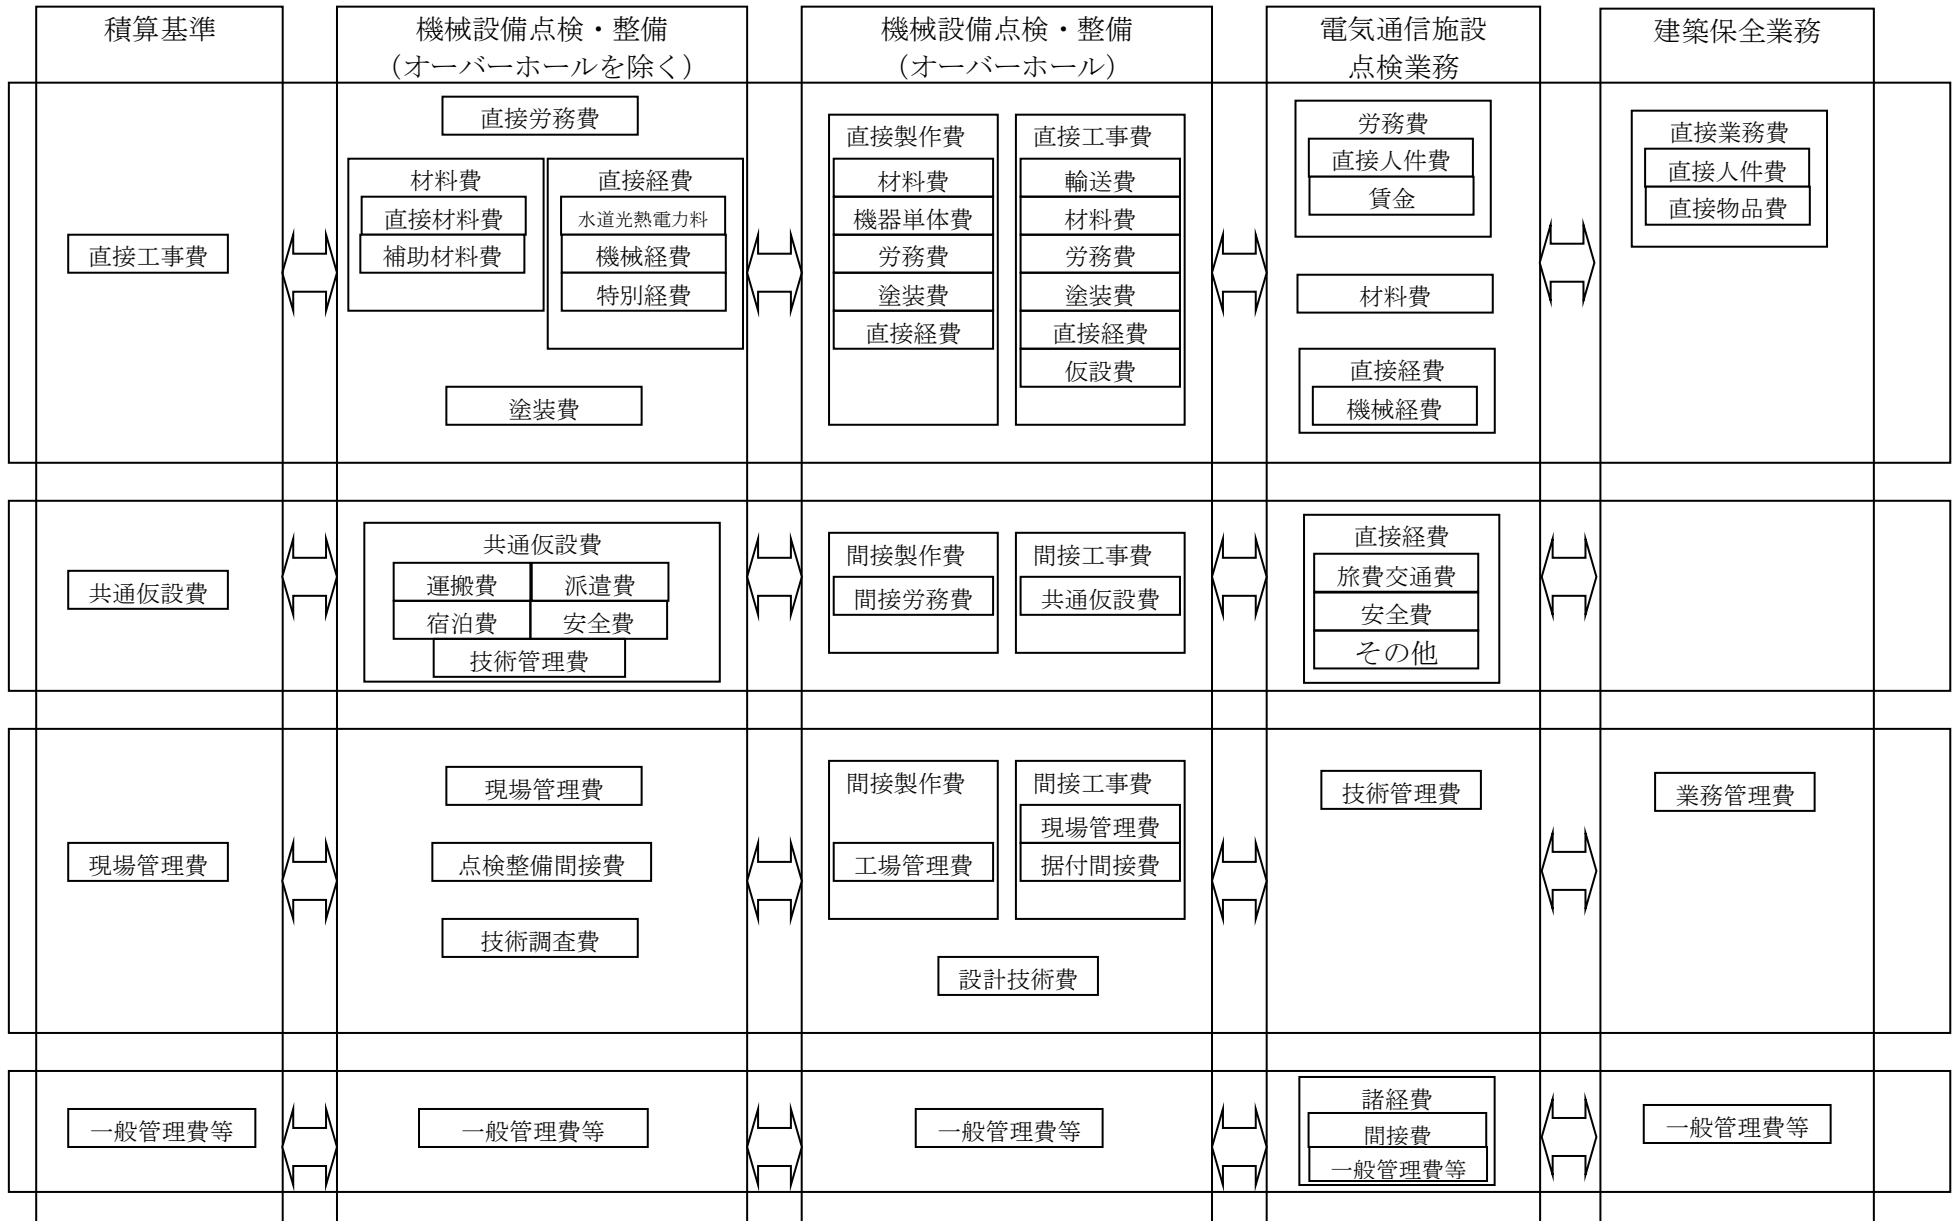 積算基準
機械設備点検・整備
（オーバーホールを除く）
機械設備点検・整備
（オーバーホール）
電気通信施設
点検業務
建築保全業務
直接工事費
直接労務費
材料費
直接材料費
補助材料費
直接経費
水道光熱電力料
機械経費
特別経費
塗装費
直接製作費
材料費
機器単体費
労務費
塗装費
直接経費
直接工事費
輸送費
材料費
労務費
塗装費
直接経費
仮設費
労務費
直接人件費
賃金
材料費
直接経費
機械経費
直接業務費
直接人件費
直接物品費
共通仮設費
共通仮設費
運搬費
派遣費
宿泊費
安全費
技術管理費
間接製作費
間接労務費
間接工事費
共通仮設費
直接経費
旅費交通費
安全費
その他
現場管理費
現場管理費
点検整備間接費
技術調査費
間接製作費
工場管理費
間接工事費
現場管理費
据付間接費
設計技術費
技術管理費
業務管理費
一般管理費等
一般管理費等
一般管理費等
諸経費
間接費
一般管理費等
一般管理費等